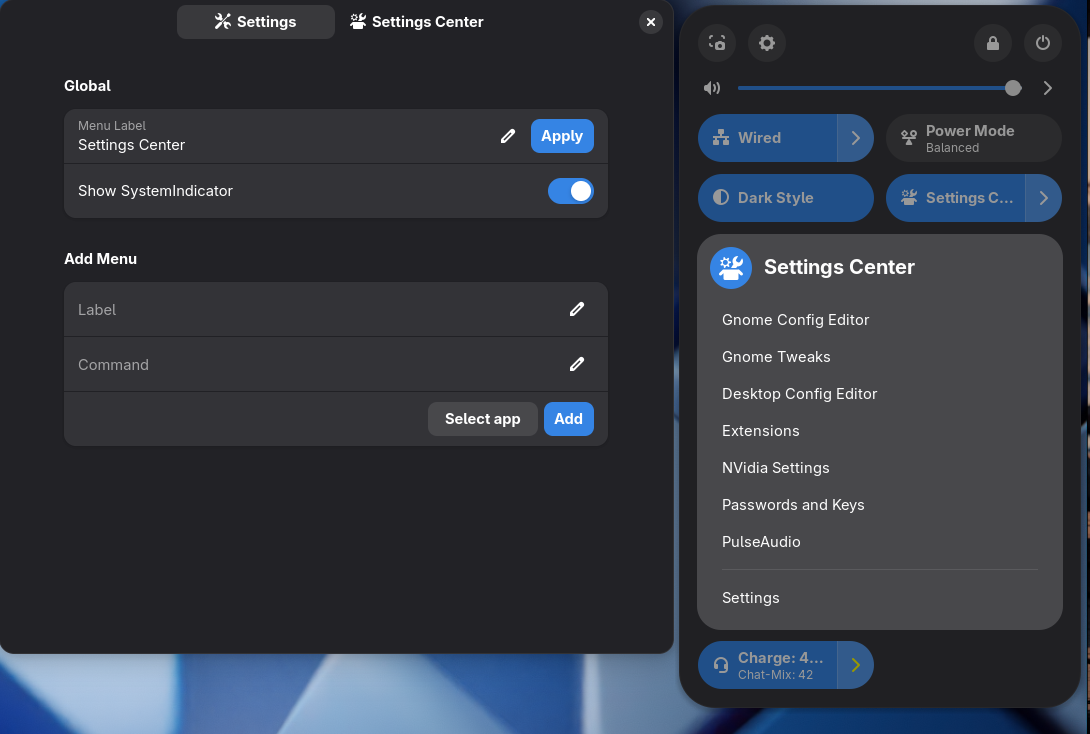 Settings
Settings Center
Global
Menu Label
Settings Center
Apply
Show SystemIndicator
Add Menu
Label
Command
Select app
Add
Wired
Power Mode
Balanced
Dark Style
Settings C...
Settings Center
Gnome Config Editor
Gnome Tweaks
Desktop Config Editor
Extensions
NVidia Settings
Passwords and Keys
PulseAudio
Settings
Charge: 4...
Chat-Mix: 42